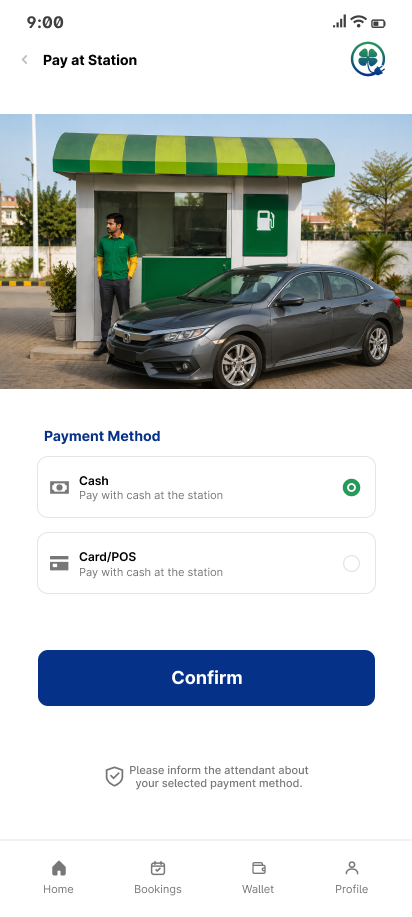 9:00
Pay at Station
Payment Method
Cash
Pay with cash at the station
Card/POS
Pay with cash at the station
Confirm
Please inform the attendant about
your selected payment method.
Home
Bookings
Wallet
Profile